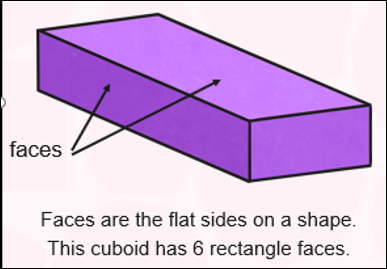 faces
Faces are the flat sides on a shape.
This cuboid has 6 rectangle faces.